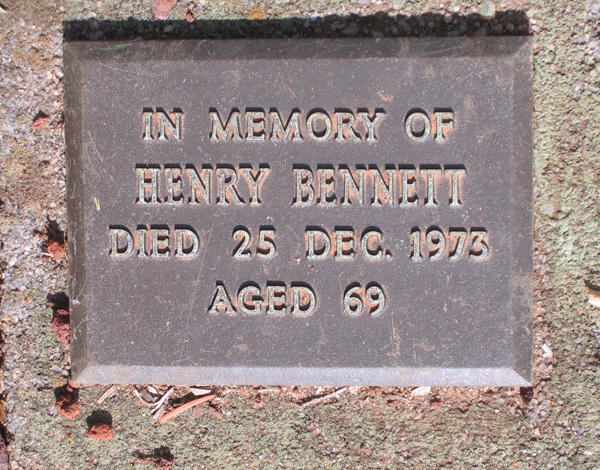 IN MEMORY OF
HENRY BENNETT
DIED 25 DEC. 1973
AGED 69